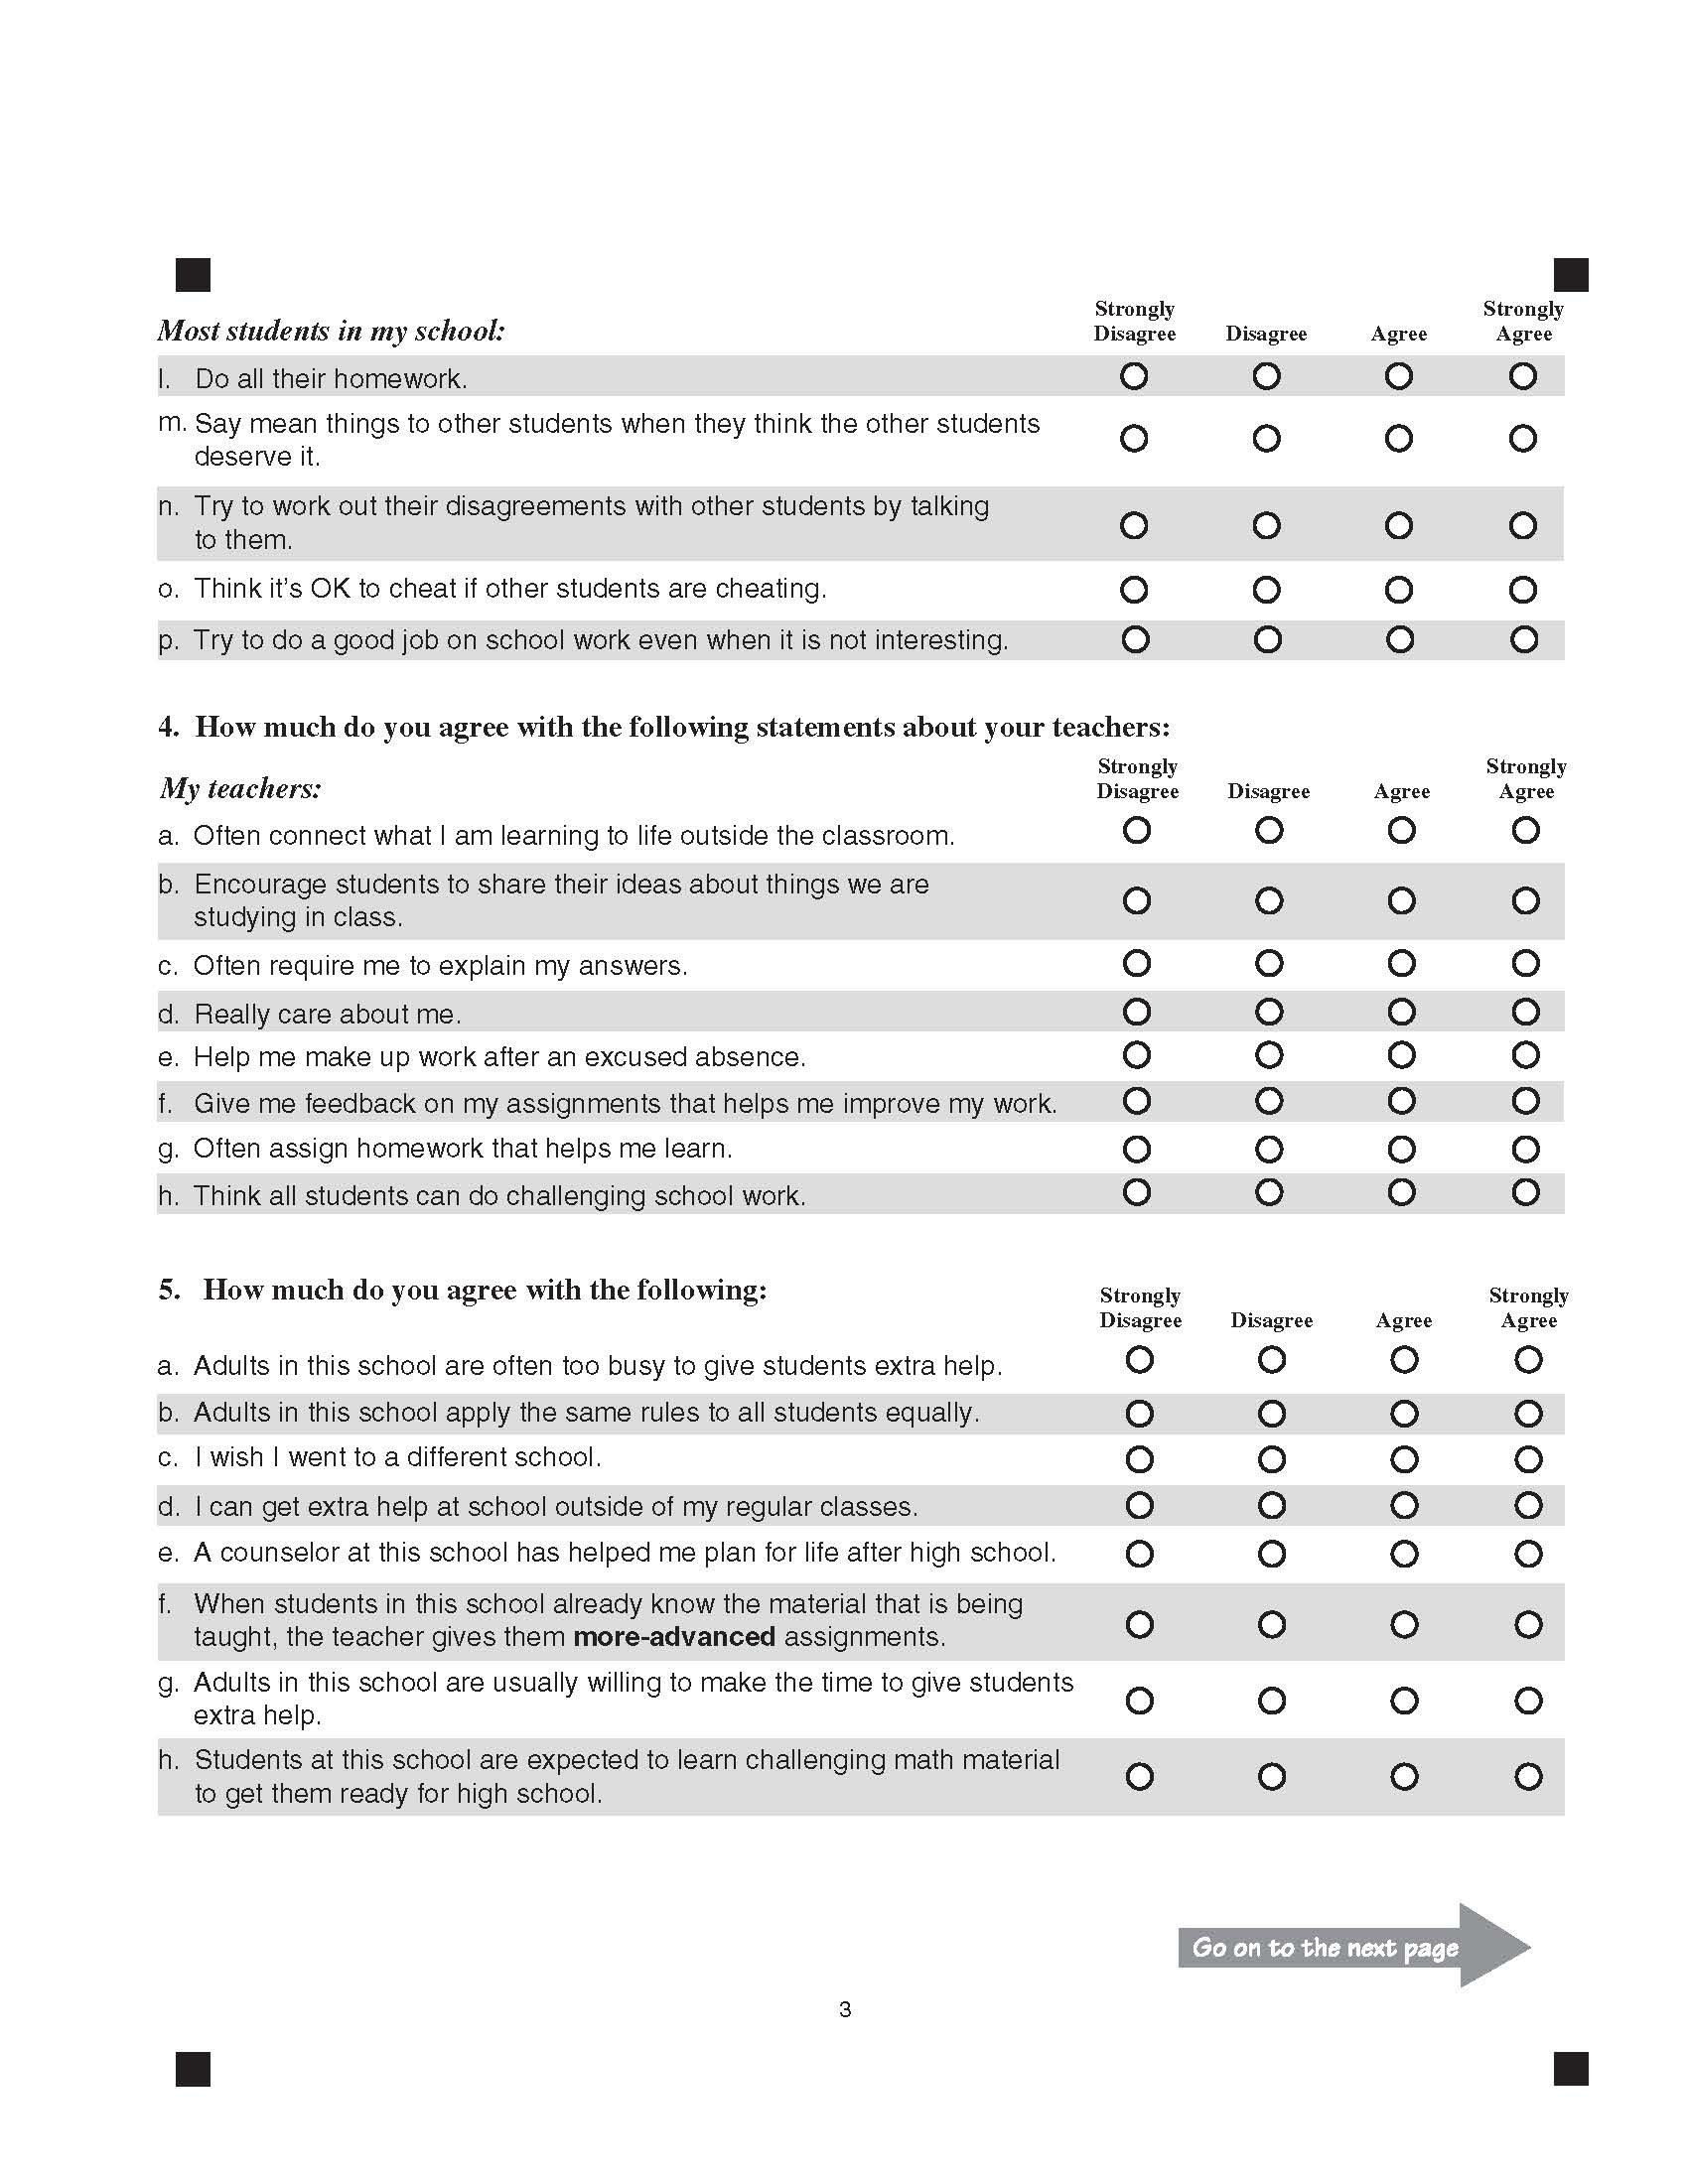 Most students in my school:
Strongly Disagree Disagree Agree Strongly Agree
l. Do all their homework.
m. Say mean things to other students when they think the other students
deserve it.
n. Try to work out their disagreements with other students by talking
to them.
o. Think it's OK to cheat if other students are cheating.
p. Try to do a good job on school work even when it is not interesting.
4. How much do you agree with the following statements about your teachers:
My teachers:
Strongly Disagree Disagree Agree Strongly Agree
a. Often connect what I am learning to life outside the classroom.
b. Encourage students to share their ideas about things we are
studying in class.
c. Often require me to explain my answers.
d. Really care about me.
e. Help me make up work after an excused absence.
f. Give me feedback on my assignments that helps me improve my work.
g. Often assign homework that helps me learn.
h. Think all students can do challenging school work.
5. How much do you agree with the following:
Strongly Disagree Disagree Agree Strongly Agree
a. Adults in this school are often too busy to give students extra help.
b. Adults in this school apply the same rules to all students equally.
c. I wish I went to a different school.
d. I can get extra help at school outside of my regular classes.
e. A counselor at this school has helped me plan for life after high school.
f. When students in this school already know the material that is being
taught, the teacher gives them more-advanced assignments.
g. Adults in this school are usually willing to make the time to give students
extra help.
h. Students at this school are expected to learn challenging math material
to get them ready for high school.
Go on to the next page
3